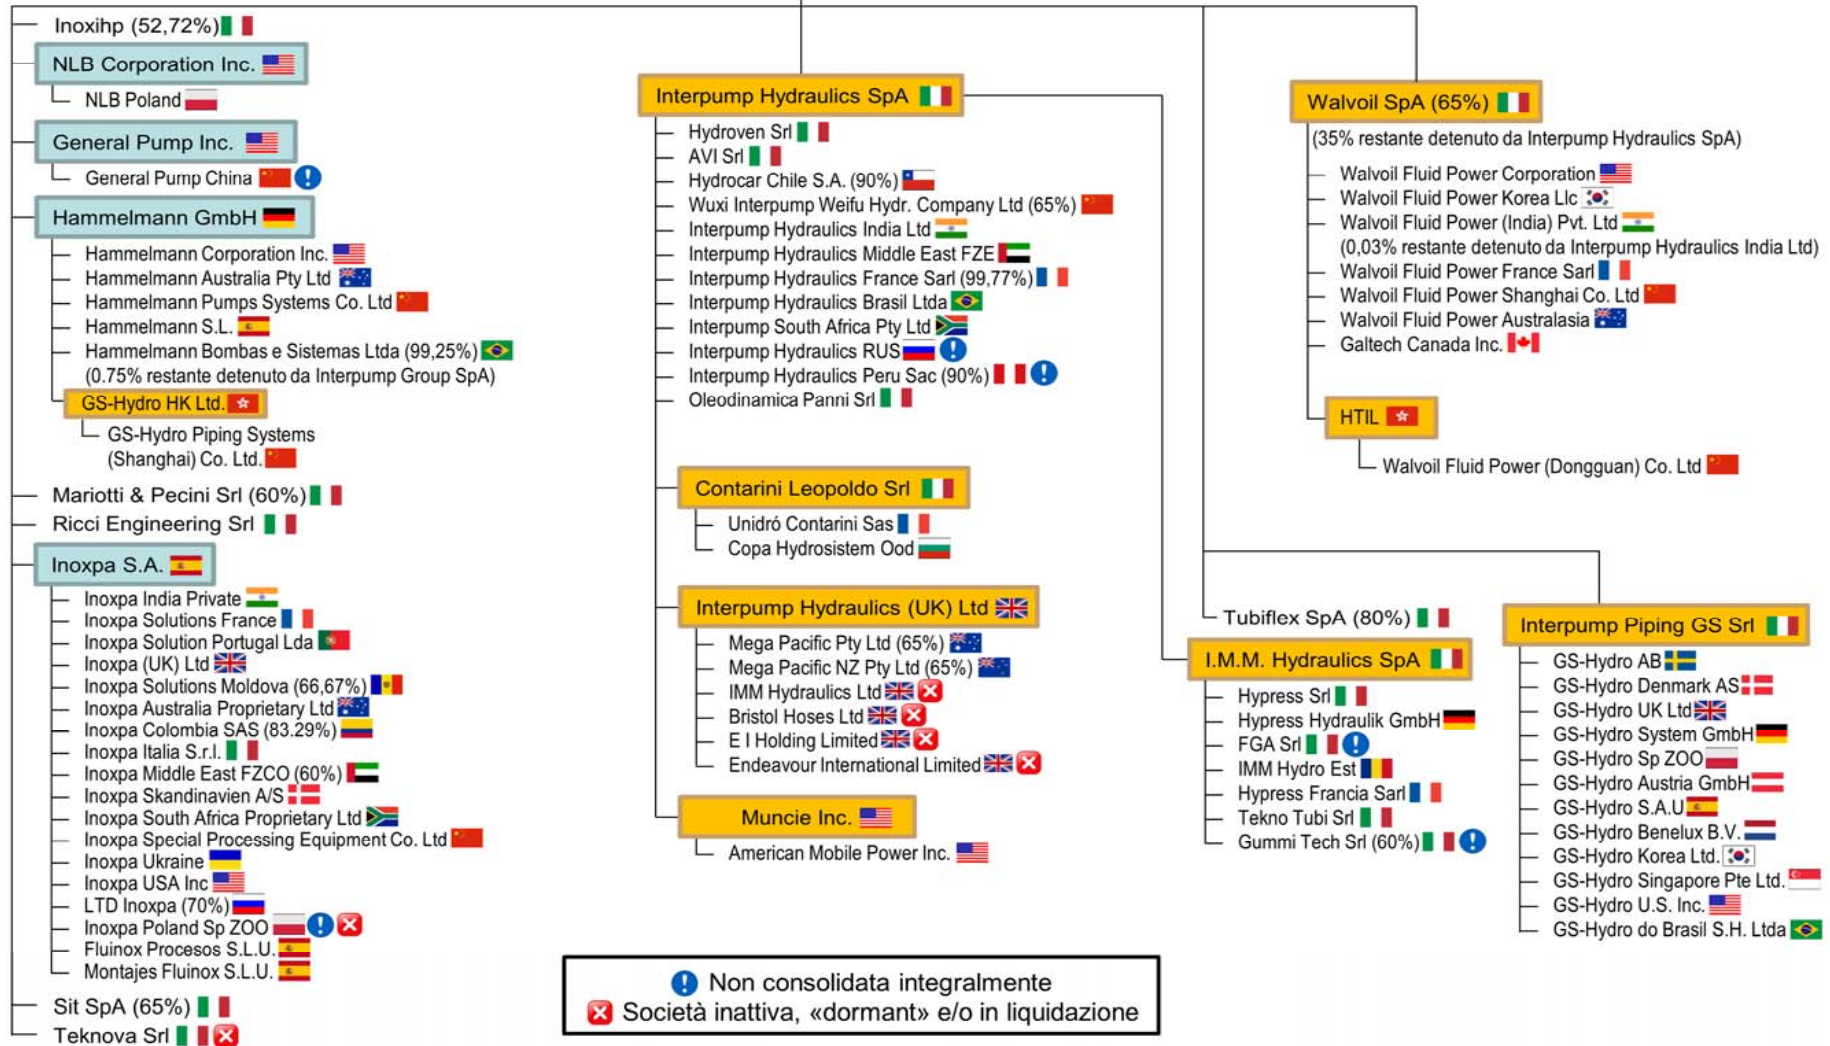 Inoxihp (52,72%)
NLB Corporation Inc.
NLB Poland
General Pump Inc.
General Pump China
Hammelmann GmbH
Hammelmann Corporation Inc.
Hammelmann Australia Pty Ltd
Hammelmann Pumps Systems Co. Ltd
Hammelmann S.L.
Hammelmann Bombas e Sistemas Ltda (99,25%)
(0.75% restante detenuto da Interpump Group SpA)
GS-Hydro HK Ltd.
GS-Hydro Piping Systems
(Shanghai) Co. Ltd.
Mariotti & Pecini Srl (60%)
Ricci Engineering Srl
Inoxpa S.A.
Inoxpa India Private
Inoxpa Solutions France
Inoxpa Solution Portugal Lda
Inoxpa (UK) Ltd
Inoxpa Solutions Moldova (66,67%)
Inoxpa Australia Proprietary Ltd
Inoxpa Colombia SAS (83.29%)
Inoxpa Italia S.r.l.
Inoxpa Middle East FZCO (60%)
Inoxpa Skandinavien A/S
Inoxpa South Africa Proprietary Ltd
Inoxpa Special Processing Equipment Co. Ltd
Inoxpa Ukraine
Inoxpa USA Inc
LTD Inoxpa (70%)
Inoxpa Poland Sp ZOO
Fluinox Procesos S.L.U.
Montajes Fluinox S.L.U.
Sit SpA (65%)
Teknova Srl
Interpump Hydraulics SpA
Hydroven Srl
AVI Srl
Hydrocar Chile S.A. (90%)
Wuxi Interpump Weifu Hydr. Company Ltd (65%)
Interpump Hydraulics India Ltd
Interpump Hydraulics Middle East FZE
Interpump Hydraulics France Sarl (99,77%)
Interpump Hydraulics Brasil Ltda
Interpump South Africa Pty Ltd
Interpump Hydraulics RUS
Interpump Hydraulics Peru Sac (90%)
Oleodinamica Panni Srl
Contarini Leopoldo Srl
Unidró Contarini Sas
Copa Hydrosistem Ood
Interpump Hydraulics (UK) Ltd
Mega Pacific Pty Ltd (65%)
Mega Pacific NZ Pty Ltd (65%)
IMM Hydraulics Ltd
Bristol Hoses Ltd
E I Holding Limited
Endeavour International Limited
Muncie Inc.
American Mobile Power Inc.
Walvoil SpA (65%)
(35% restante detenuto da Interpump Hydraulics SpA)
Walvoil Fluid Power Corporation
Walvoil Fluid Power Korea Llc
Walvoil Fluid Power (India) Pvt. Ltd
(0,03% restante detenuto da Interpump Hydraulics India Ltd)
Walvoil Fluid Power France Sarl
Walvoil Fluid Power Shanghai Co. Ltd
Walvoil Fluid Power Australasia
Galtech Canada Inc.
HTIL
Walvoil Fluid Power (Dongguan) Co. Ltd
Tubiflex SpA (80%)
I.M.M. Hydraulics SpA
Hypress Srl
Hypress Hydraulik GmbH
FGA Srl
IMM Hydro Est
Hypress Francia Sarl
Tekno Tubi Srl
Gummi Tech Srl (60%)
Interpump Piping GS Srl
GS-Hydro AB
GS-Hydro Denmark AS
GS-Hydro UK Ltd
GS-Hydro System GmbH
GS-Hydro Sp ZOO
GS-Hydro Austria GmbH
GS-Hydro S.A.U
GS-Hydro Benelux B.V.
GS-Hydro Korea Ltd.
GS-Hydro Singapore Pte Ltd.
GS-Hydro U.S. Inc.
GS-Hydro do Brasil S.H. Ltda
Non consolidata integralmente
Società inattiva, «dormant» e/o in liquidazione